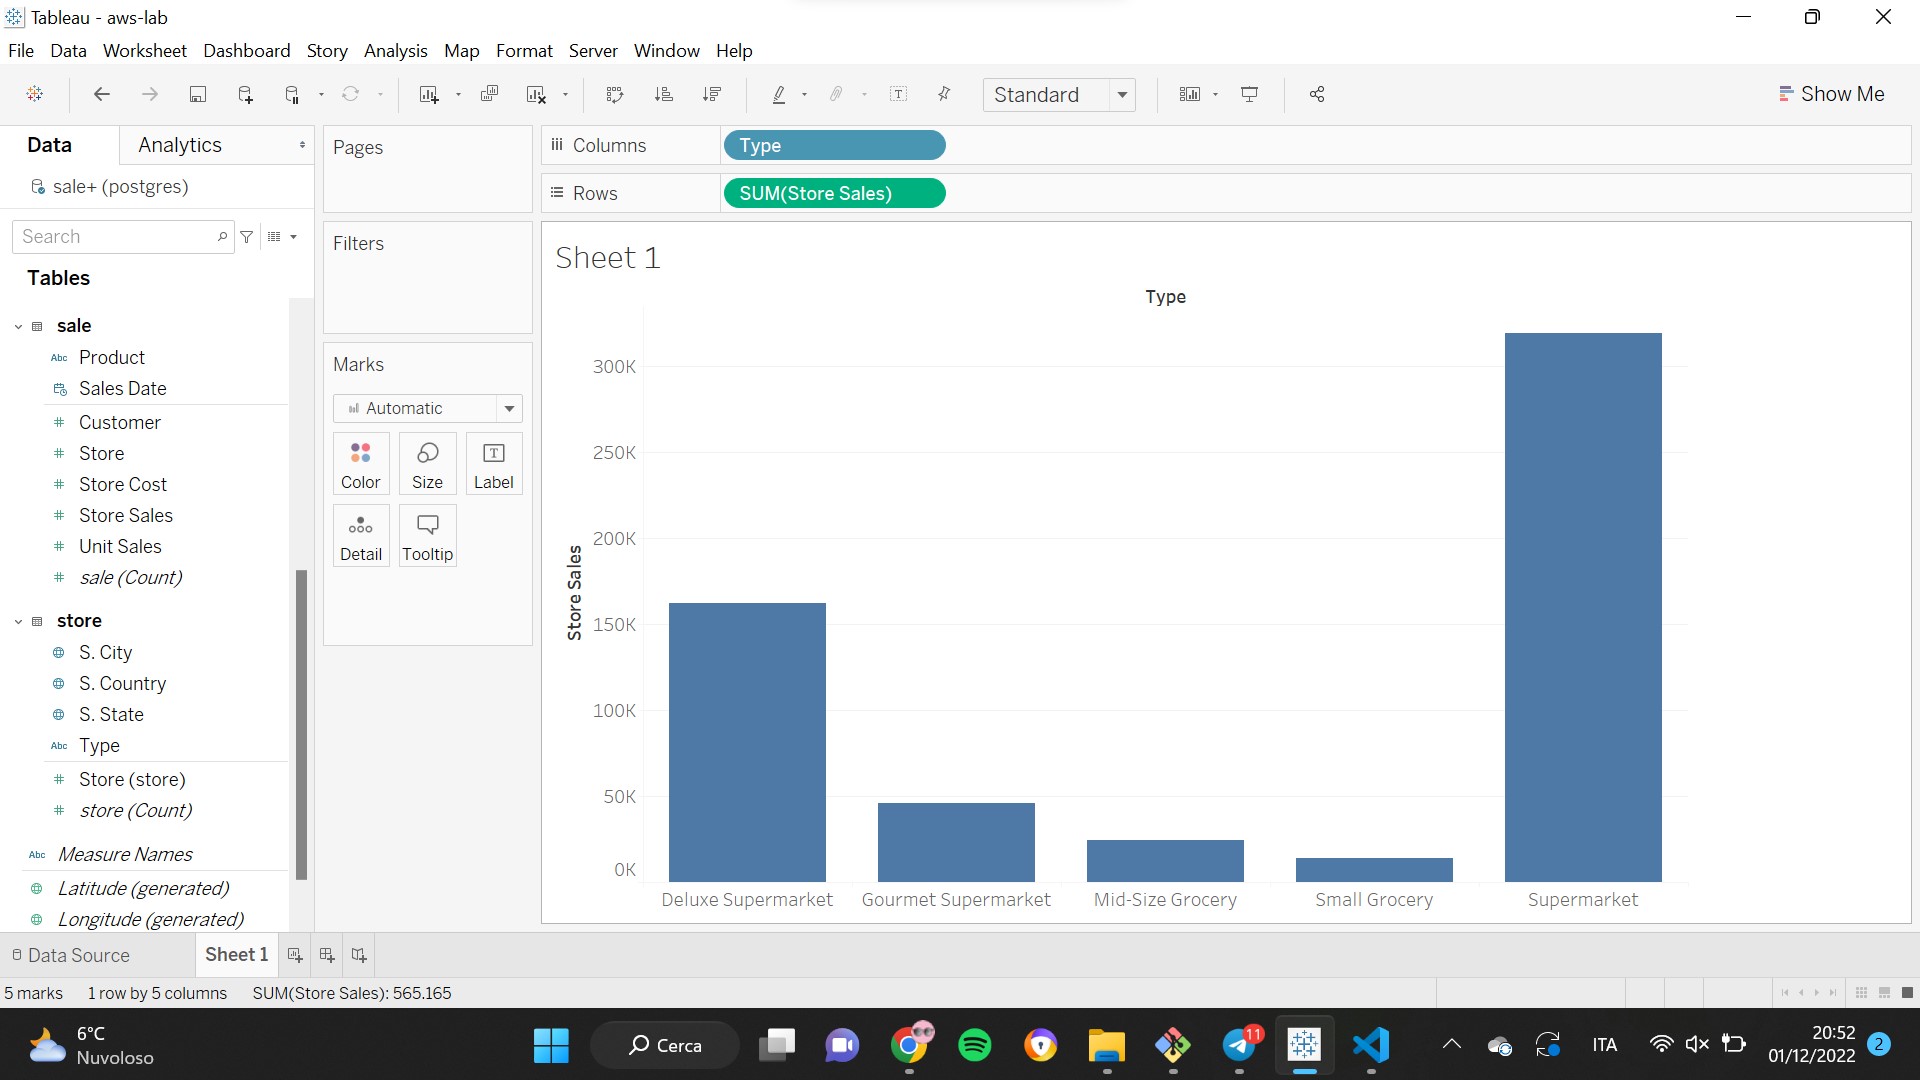 Tableau - aws-lab
File Data Worksheet Dashboard Story Analysis Map Format Server Window Help
Standard
Show Me
Data Analytics
sale+ (postgres)
Search
Tables
sale
Abc Product
Sales Date
# Customer
# Store
# Store Cost
# Store Sales
# Unit Sales
# sale (Count)
store
S. City
S. Country
S. State
Abc Type
# Store (store)
# store (Count)
Abc Measure Names
Latitude (generated)
Longitude (generated)
Pages
Filters
Marks
Automatic
Color Size T Label
Detail Tooltip
Columns Type
Rows SUM(Store Sales)
Sheet 1
Type
Store Sales
300K
250K
200K
150K
100K
50K
0K
Deluxe Supermarket Gourmet Supermarket Mid-Size Grocery Small Grocery Supermarket
Data Source Sheet 1
5 marks 1 row by 5 columns SUM(Store Sales): 565.165
6°C
Nuvoloso
Cerca
11
ITA
20:52
01/12/2022
2